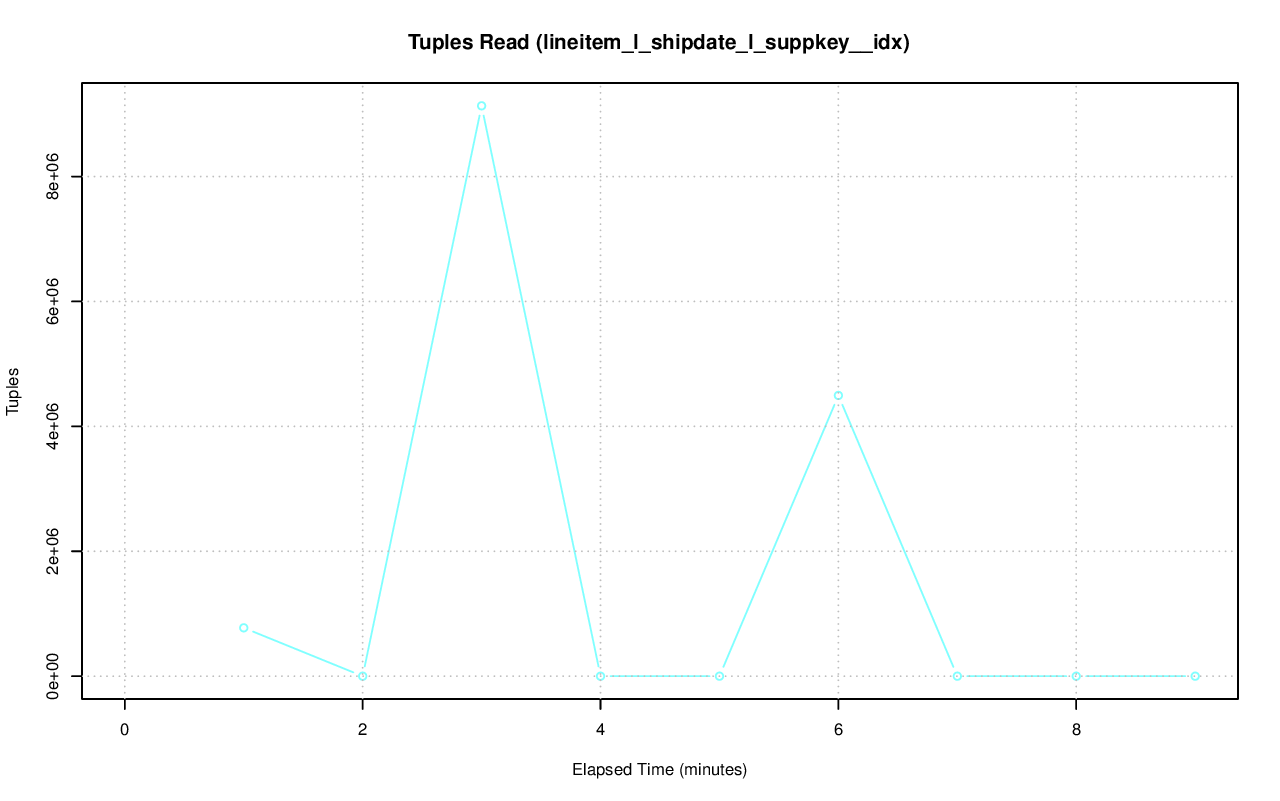 Tuples Read (lineitem_l_shipdate_l_suppkey__idx)
Tuples
8e+06
6e+06
4e+06
2e+06
0e+00
0 2 4 6 8
Elapsed Time (minutes)